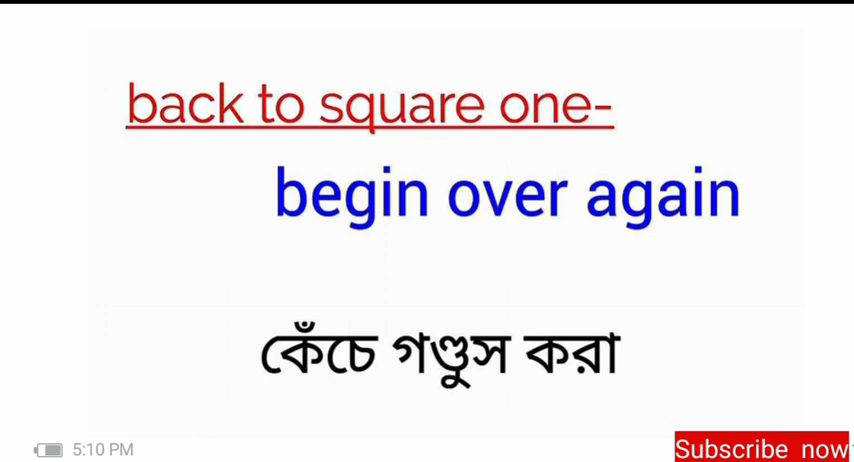 back to square one-
begin over again
কেঁচে গণ্ডুস করা
5:10 PM
Subscribe now